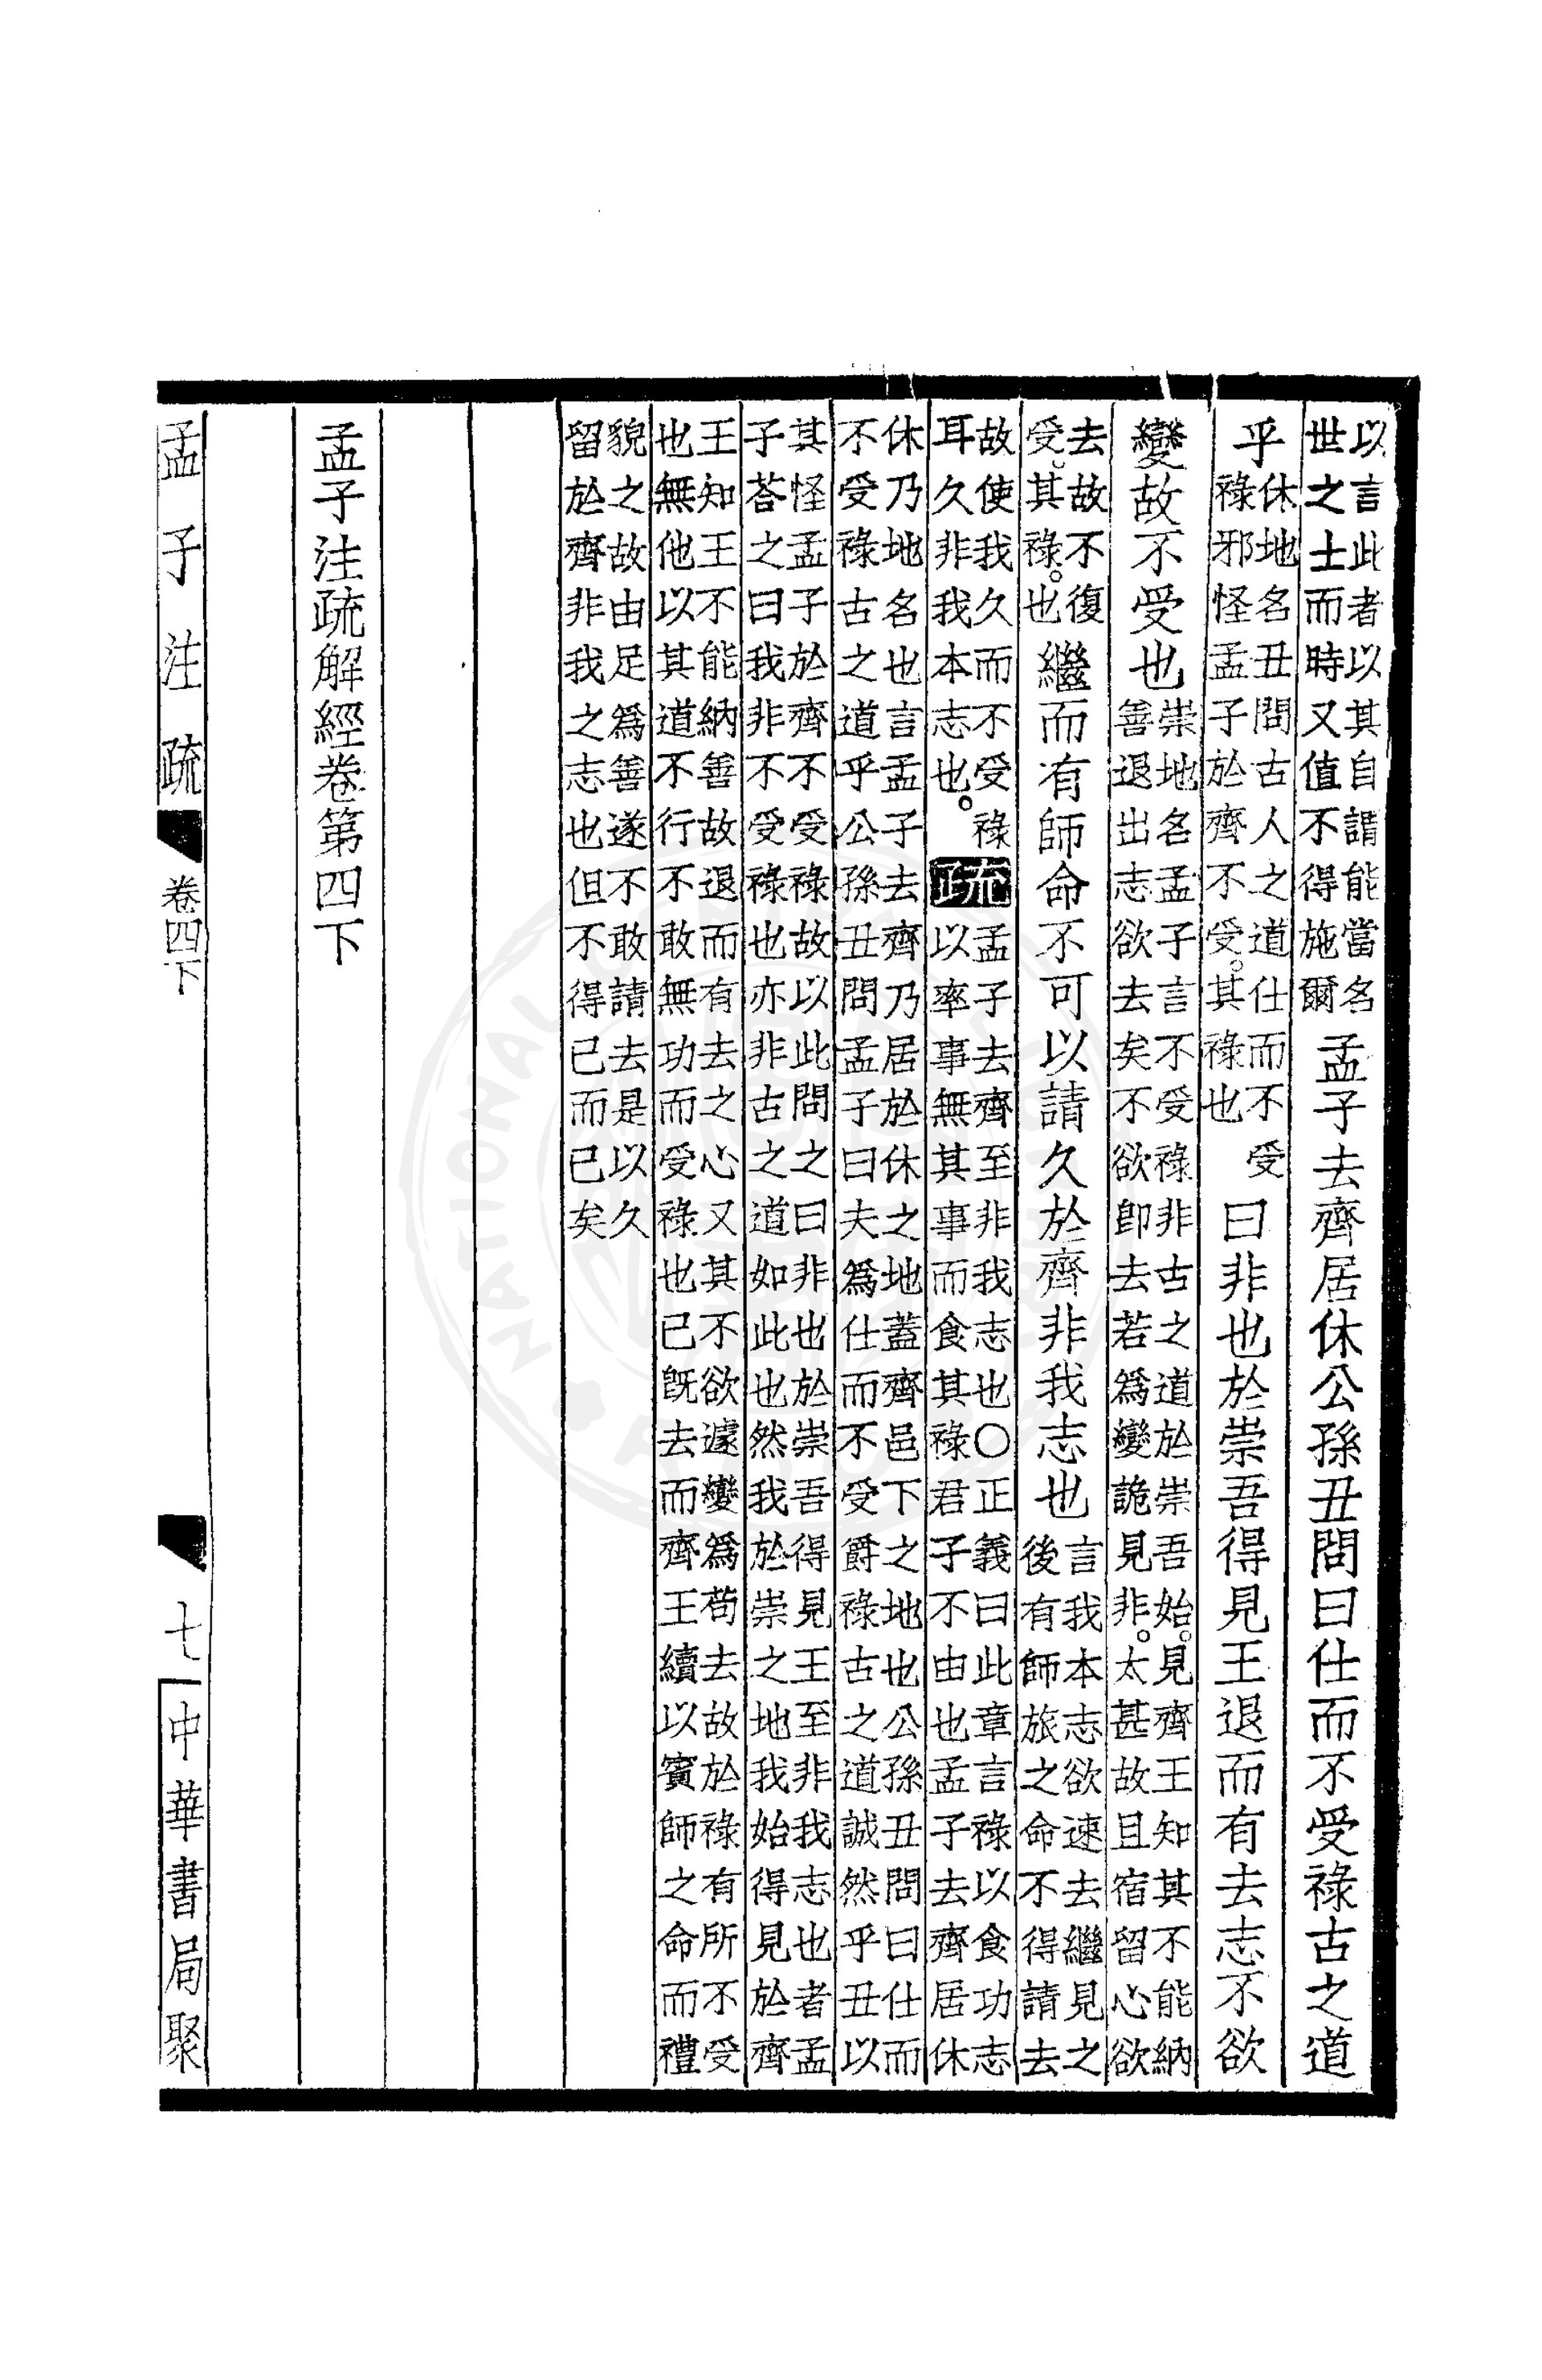 以言此者以其自謂能當名世之士而時又值不得施爾孟子去齊居休公孫丑問曰仕而不受祿古之道
乎休地名丑問古人之道仕而不受祿邪怪孟子於齊不受。其祿也曰非也於崇吾得見王退而有去志不欲
變故不受也崇地名孟子言不受祿非古之道於崇吾始。見齊王知其不能納善退出志欲去矣不欲即去若爲變詭見非。太甚故且宿留心欲
去故不復受。其祿。也繼而有師命不可以請久於齊非我志也言我本志欲速去繼見之後有師旅之命不得請去
故使我久而不受祿耳久非我本志也。疏孟子去齊至非我志也〇正義曰此章言祿以食功志以率事無其事而食其祿君子不由也孟子去齊居休
休乃地名也言孟子去齊乃居於休之地蓋齊邑下之地也公孫丑問曰仕而
不受祿古之道乎公孫丑問孟子曰夫爲仕而不受爵祿古之道誠然乎丑以
其怪孟子於齊不受祿故以此問之曰非也於崇吾得見王至非我志也者孟
子荅之曰我非不受祿也亦非古之道如此也然我於崇之地我始得見於齊
王知王不能納善故退而有去之心又其不欲遽變爲苟去故於祿有所不受
也無他以其道不行不敢無功而受祿也已旣去而齊王續以賓師之命而禮
貌之故由足爲善遂不敢請去是以久
留於齊非我之志也但不得已而已矣
孟子注疏解經卷第四下
孟子注疏 卷四下 七 中華書局聚